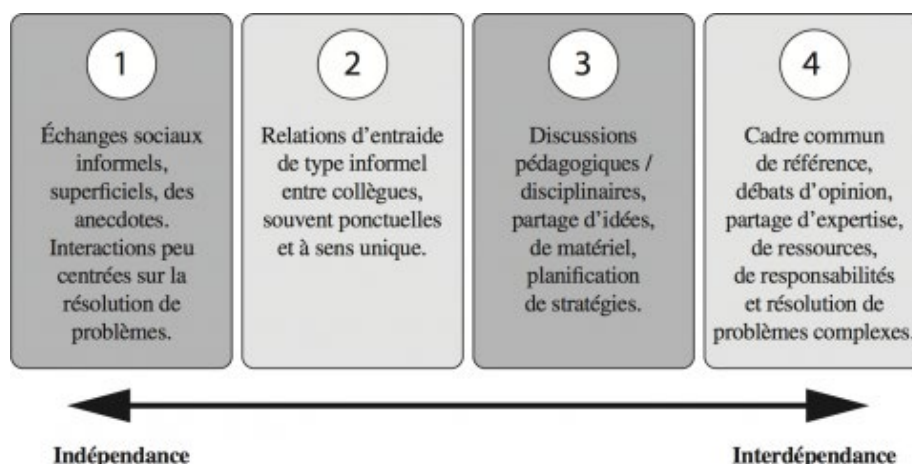 1
Échanges sociaux
informels,
superficiels, des
anecdotes.
Interactions peu
centrées sur la
résolution de
problèmes.
2
Relations d'entraide
de type informel
entre collègues,
souvent ponctuelles
et à sens unique.
3
Discussions
pédagogiques /
disciplinaires,
partage d'idées,
de matériel,
planification
de stratégies.
4
Cadre commun
de référence,
débats d'opinion,
partage d'expertise,
de ressources,
de responsabilités
et résolution de
problèmes complexes.
Indépendance
Interdépendance